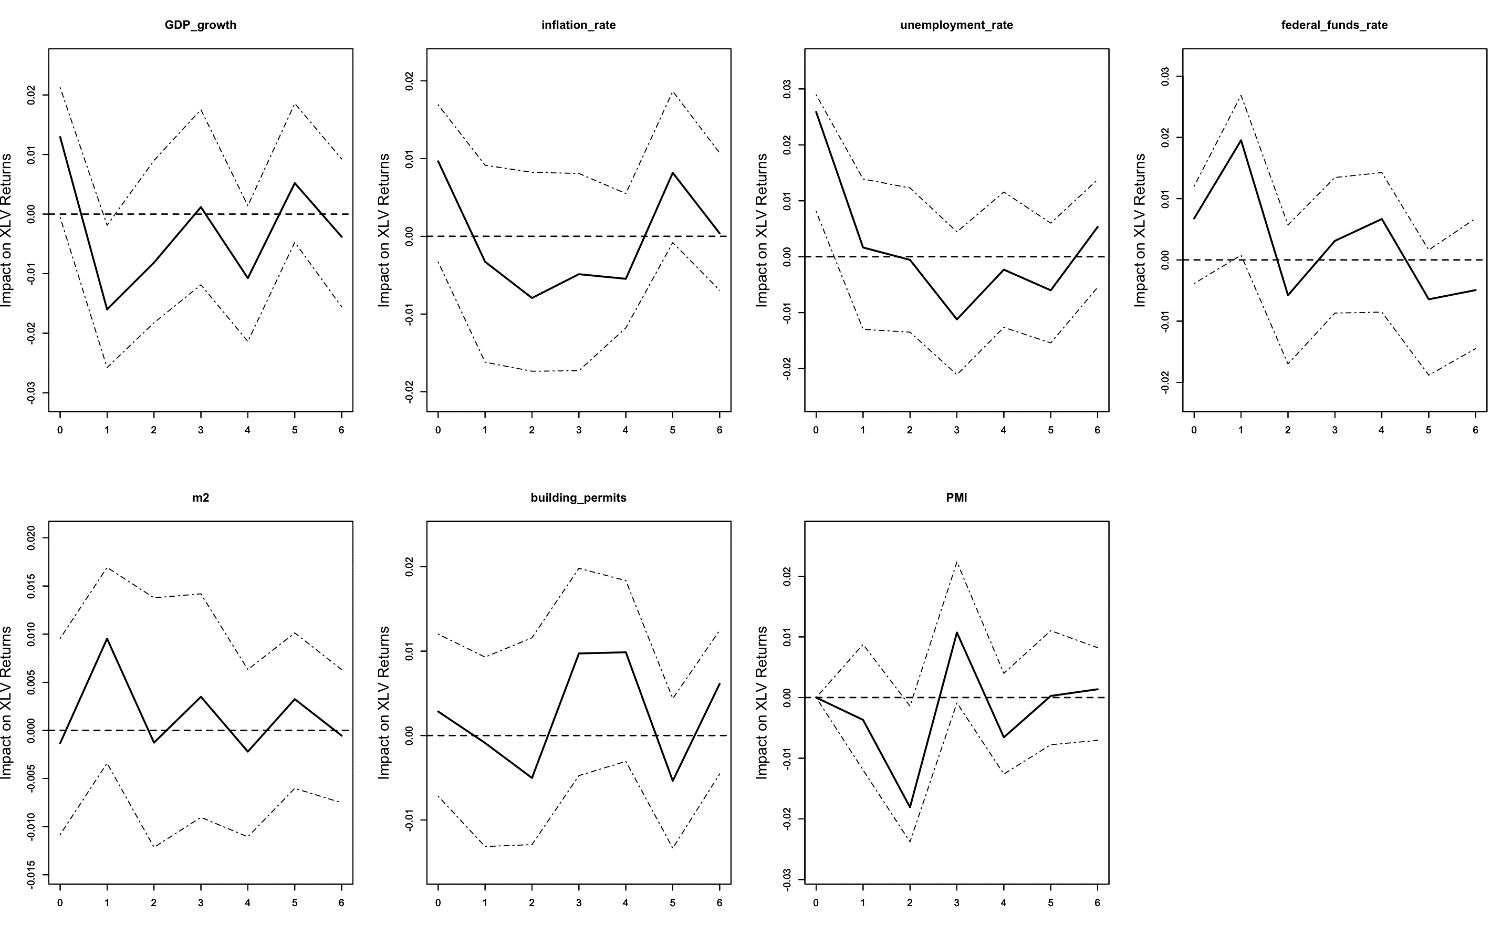 GDP_growth
inflation_rate
unemployment_rate
federal_funds_rate
Impact on XLV Returns
0.02
0.01
0.00
-0.01
-0.02
-0.03
0 1 2 3 4 5 6
Impact on XLV Returns
0.02
0.01
0.00
-0.01
-0.02
0 1 2 3 4 5 6
Impact on XLV Returns
0.03
0.02
0.01
0.00
-0.01
-0.02
0 1 2 3 4 5 6
Impact on XLV Returns
0.03
0.02
0.01
0.00
-0.01
-0.02
0 1 2 3 4 5 6
m2
building_permits
PMI
Impact on XLV Returns
0.020
0.015
0.010
0.005
0.000
-0.005
-0.010
-0.015
0 1 2 3 4 5 6
Impact on XLV Returns
0.02
0.01
0.00
-0.01
0 1 2 3 4 5 6
Impact on XLV Returns
0.02
0.01
0.00
-0.01
-0.02
-0.03
0 1 2 3 4 5 6